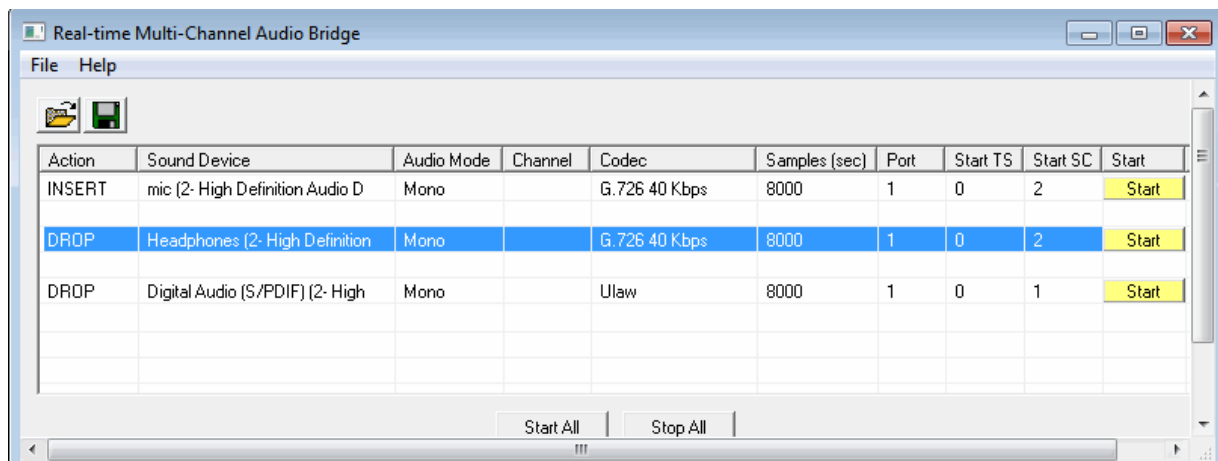 Real-time Multi-Channel Audio Bridge
File Help
Action Sound Device Audio Mode Channel Codec Samples (sec) Port Start TS Start SC Start
INSERT mic (2- High Definition Audio D Mono G.726 40 Kbps 8000 1 0 2 Start
DROP Headphones (2- High Definition Mono G.726 40 Kbps 8000 1 0 2 Start
DROP Digital Audio (S/PDIF) (2- High Mono Ulaw 8000 1 0 1 Start
Start All Stop All